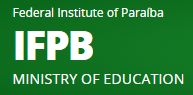 Federal Institute of Paraíba
IFPB
MINISTRY OF EDUCATION